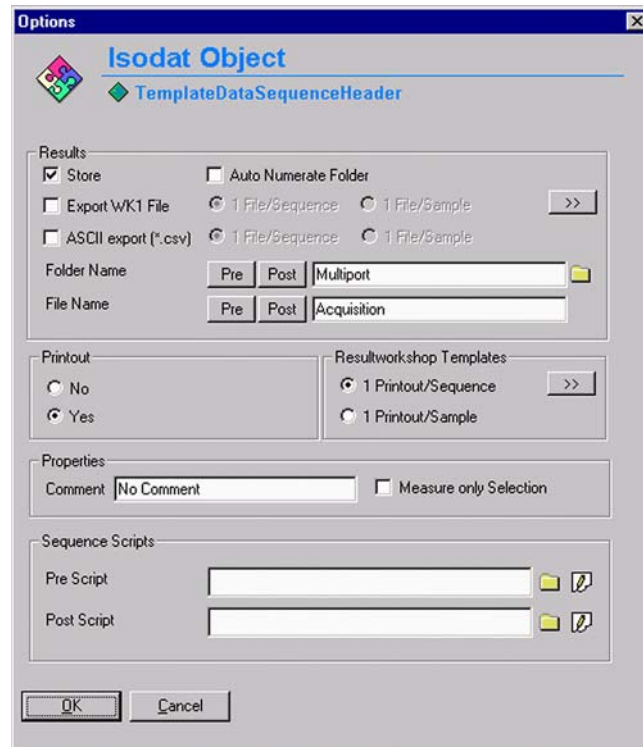 Options
Isodat Object
TemplateDataSequenceHeader
Results
Store
Auto Numerate Folder
Export WK1 File
1 File/Sequence
1 File/Sample
>>
ASCII export (*.csv)
1 File/Sequence
1 File/Sample
Folder Name
Pre
Post
Multiport
File Name
Pre
Post
Acquisition
Printout
No
Yes
Resultworkshop Templates
1 Printout/Sequence
>>
1 Printout/Sample
Properties
Comment
No Comment
Measure only Selection
Sequence Scripts
Pre Script
Post Script
OK
Cancel